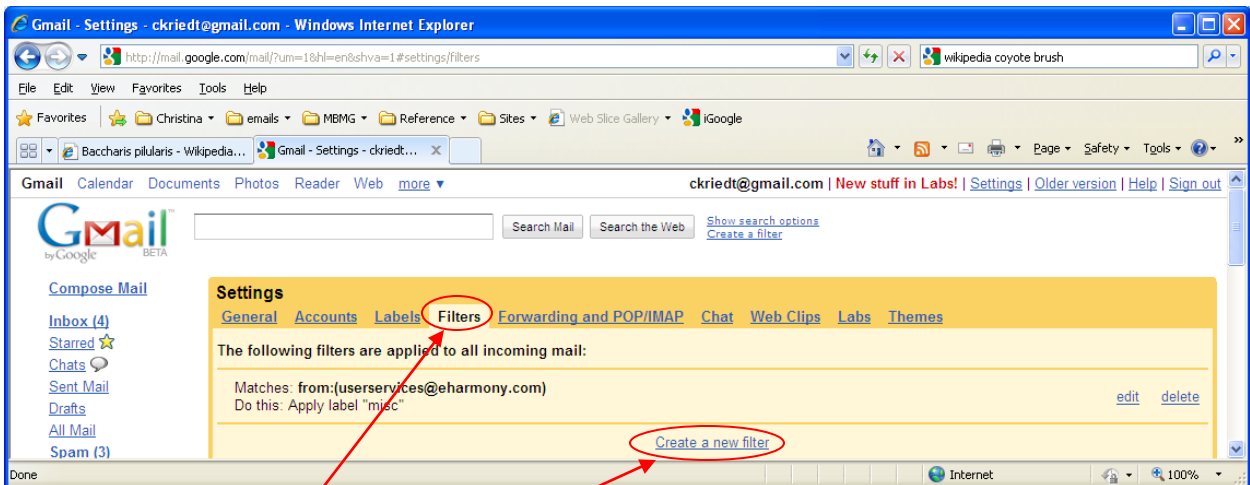 Gmail - Settings - ckriedt@gmail.com - Windows Internet Explorer
http://mail.google.com/mail/?um=1&hl=en&shva=1#settings/filters wikipedia coyote brush
File Edit View Favorites Tools Help
Favorites Christina emails MBMG Reference Sites Web Slice Gallery iGoogle
Baccharis pilularis - Wikipedia... Gmail - Settings - ckriedt... X Page Safety Tools »
Gmail Calendar Documents Photos Reader Web more ckriedt@gmail.com | New stuff in Labs! | Settings | Older version | Help | Sign out
Gmail™ by Google BETA Search Mail Search the Web Show search options
Create a filter
Compose Mail
Inbox (4)
Starred
Chats
Sent Mail
Drafts
All Mail
Spam (3)
Settings
General Accounts Labels Filters Forwarding and POP/IMAP Chat Web Clips Labs Themes
The following filters are applied to all incoming mail:
Matches: from:(userservices@eharmony.com)
Do this: Apply label "misc" edit delete
Create a new filter
Done Internet 100%